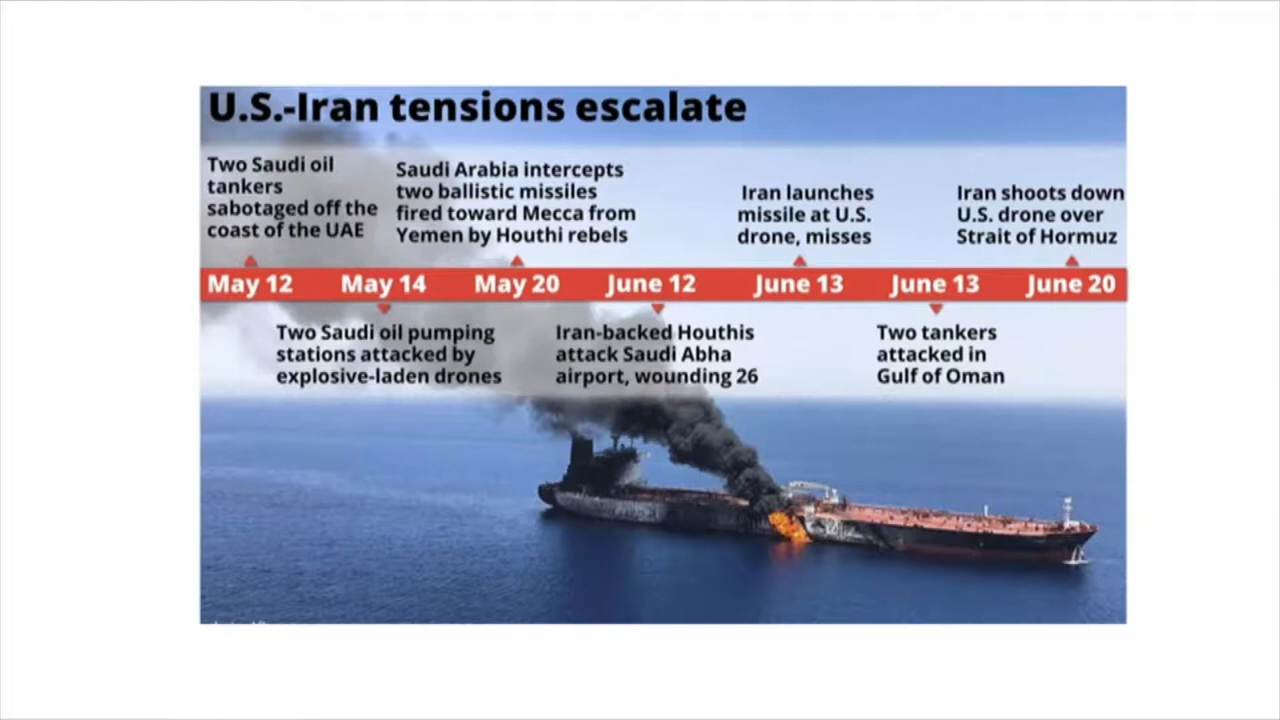 U.S.-Iran tensions escalate
Two Saudi oil
tankers
sabotaged off the
coast of the UAE
Saudi Arabia intercepts
two ballistic missiles
fired toward Mecca from
Yemen by Houthi rebels
Iran launches
missile at U.S.
drone, misses
Iran shoots down
U.S. drone over
Strait of Hormuz
May 12 May 14 May 20 June 12 June 13 June 13 June 20
Two Saudi oil pumping
stations attacked by
explosive-laden drones
Iran-backed Houthis
attack Saudi Abha
airport, wounding 26
Two tankers
attacked in
Gulf of Oman